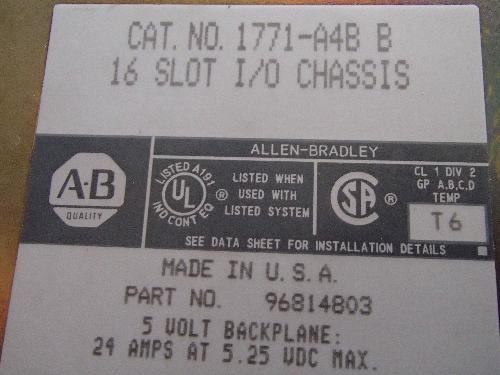 CAT. NO. 1771-A4B B
16 SLOT I/O CHASSIS
ALLEN-BRADLEY
A-B
QUALITY
LISTED A191
UL
IND CONT EQ
®
LISTED WHEN
USED WITH
LISTED SYSTEM
SA
®
CL 1 DIV 2
GP A,B,C,D
TEMP
T6
SEE DATA SHEET FOR INSTALLATION DETAILS
MADE IN U.S.A.
PART NO. 96814803
5 VOLT BACKPLANE:
24 AMPS AT 5.25 VDC MAX.